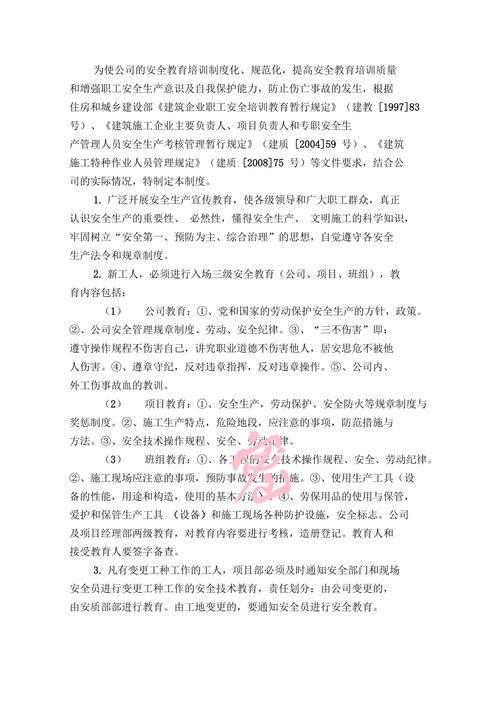 为使公司的安全教育培训制度化、规范化，提高安全教育培训质量
和增强职工安全生产意识及自我保护能力，防止伤亡事故的发生，根据
住房和城乡建设部《建筑企业职工安全培训教育暂行规定》（建教 [1997]83
号）、《建筑施工企业主要负责人、项目负责人和专职安全生
产管理人员安全生产考核管理暂行规定》（建质 [2004]59 号）、《建筑
施工特种作业人员管理规定》（建质 [2008]75 号）等文件要求，结合公
司的实际情况，特制定本制度。
1. 广泛开展安全生产宣传教育，使各级领导和广大职工群众，真正
认识安全生产的重要性、 必然性，懂得安全生产、 文明施工的科学知识，
牢固树立“安全第一、预防为主、综合治理”的思想，自觉遵守各安全
生产法令和规章制度。
2. 新工人，必须进行入场三级安全教育（公司、项目、班组），教
育内容包括：
（1） 公司教育：①、党和国家的劳动保护安全生产的方针，政策。
②、公司安全管理规章制度、劳动、安全纪律。③、“三不伤害”即：
遵守操作规程不伤害自己，讲究职业道德不伤害他人，居安思危不被他
人伤害。④、遵章守纪，反对违章指挥，反对违章操作。⑤、公司内、
外工伤事故血的教训。
（2） 项目教育：①、安全生产，劳动保护、安全防火等规章制度与
奖惩制度。②、施工生产特点，危险地段，应注意的事项，防范措施与
方法。③、安全技术操作规程、安全、劳动纪律。
（3） 班组教育：①、各工种的安全技术操作规程、安全、劳动纪律。
②、施工现场应注意的事项，预防事故发生的措施。③、使用生产工具（设
备的性能，用途和构造，使用的基本方法）。④、劳保用品的使用与保管，
爱护和保管生产工具 （设备）和施工现场各种防护设施，安全标志。公司
及项目经理部两级教育，对教育内容要进行考核，造册登记。教育人和
接受教育人要签字备查。
3. 凡有变更工种工作的工人，项目部必须及时通知安全部门和现场
安全员进行变更工种工作的安全技术教育，责任划分：由公司变更的，
由安质部部进行教育。由工地变更的，要通知安全员进行安全教育。